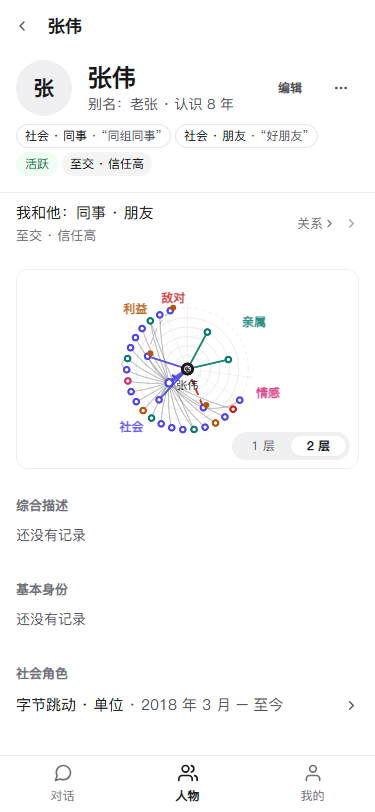 张伟
张
张伟
别名：老张 · 认识 8 年
编辑
社会 · 同事 · “同组同事”
社会 · 朋友 · “好朋友”
活跃
至交 · 信任高
我和他：同事 · 朋友
至交 · 信任高
关系
敌对
利益
亲属
张伟
情感
社会
1 层
2 层
综合描述
还没有记录
基本身份
还没有记录
社会角色
字节跳动 · 单位 · 2018 年 3 月 — 至今
对话
人物
我的